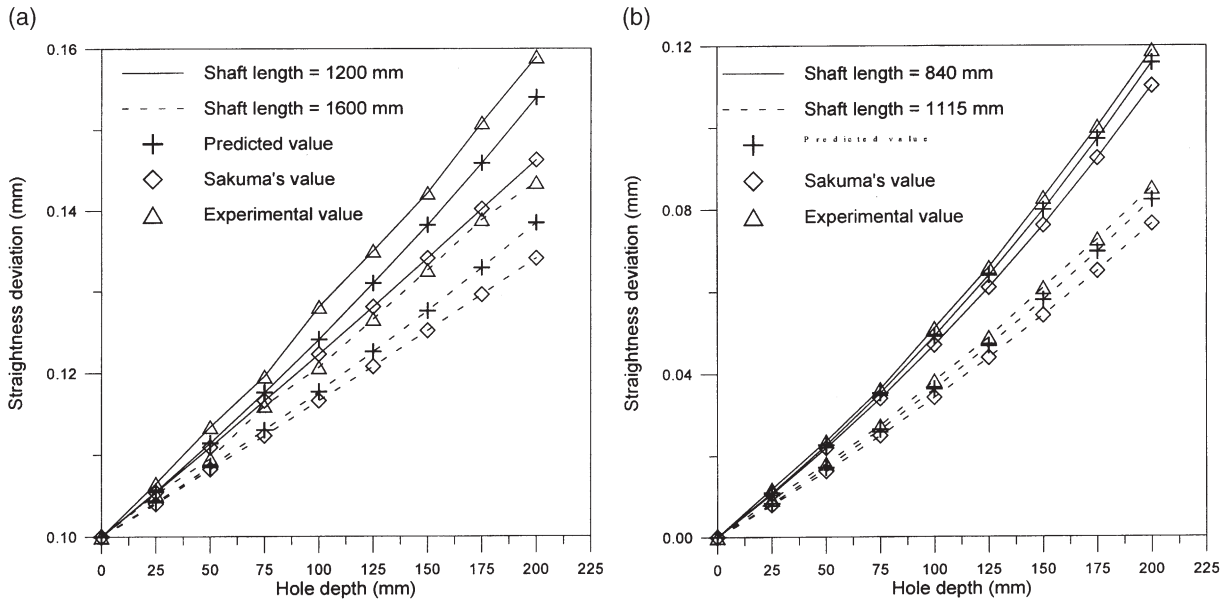 (a)
0.16
Shaft length = 1200 mm
Shaft length = 1600 mm
Predicted value
Sakuma's value
Experimental value
0.14
0.12
0.10
Straightness deviation (mm)
0 25 50 75 100 125 150 175 200 225
Hole depth (mm)
(b)
0.12
Shaft length = 840 mm
Shaft length = 1115 mm
Predicted value
Sakuma's value
Experimental value
0.08
0.04
0.00
Straightness deviation (mm)
0 25 50 75 100 125 150 175 200 225
Hole depth (mm)